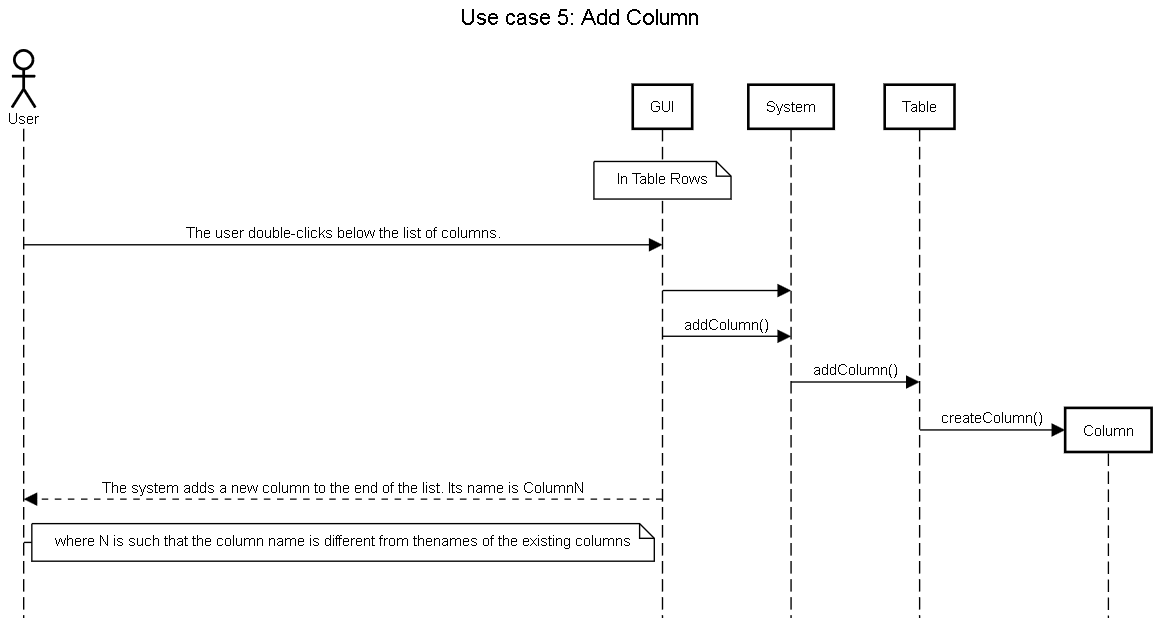 Use case 5: Add Column
User
GUI
System
Table
In Table Rows
The user double-clicks below the list of columns.
addColumn()
addColumn()
createColumn()
Column
The system adds a new column to the end of the list. Its name is ColumnN
where N is such that the column name is different from thenames of the existing columns